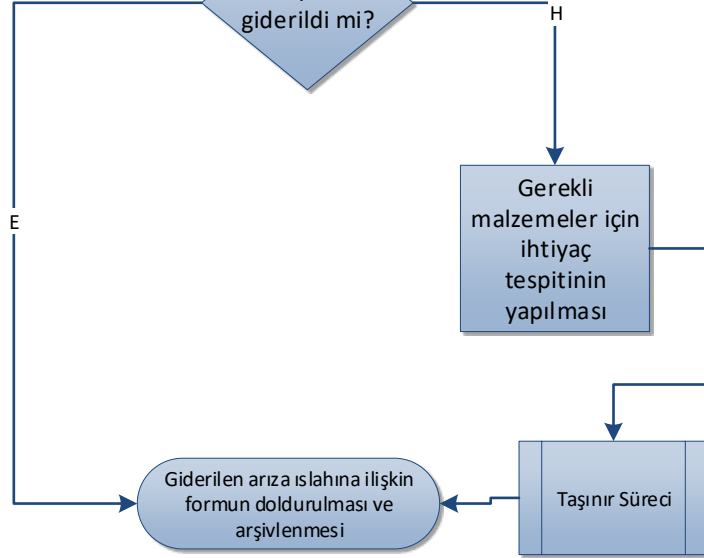 giderildi mi?
H
Gerekli
malzemeler için
ihtiyaç
tespitinin
yapılması
E
Giderilen arıza ıslahına ilişkin
formun doldurulması ve
arşivlenmesi
Taşınır Süreci